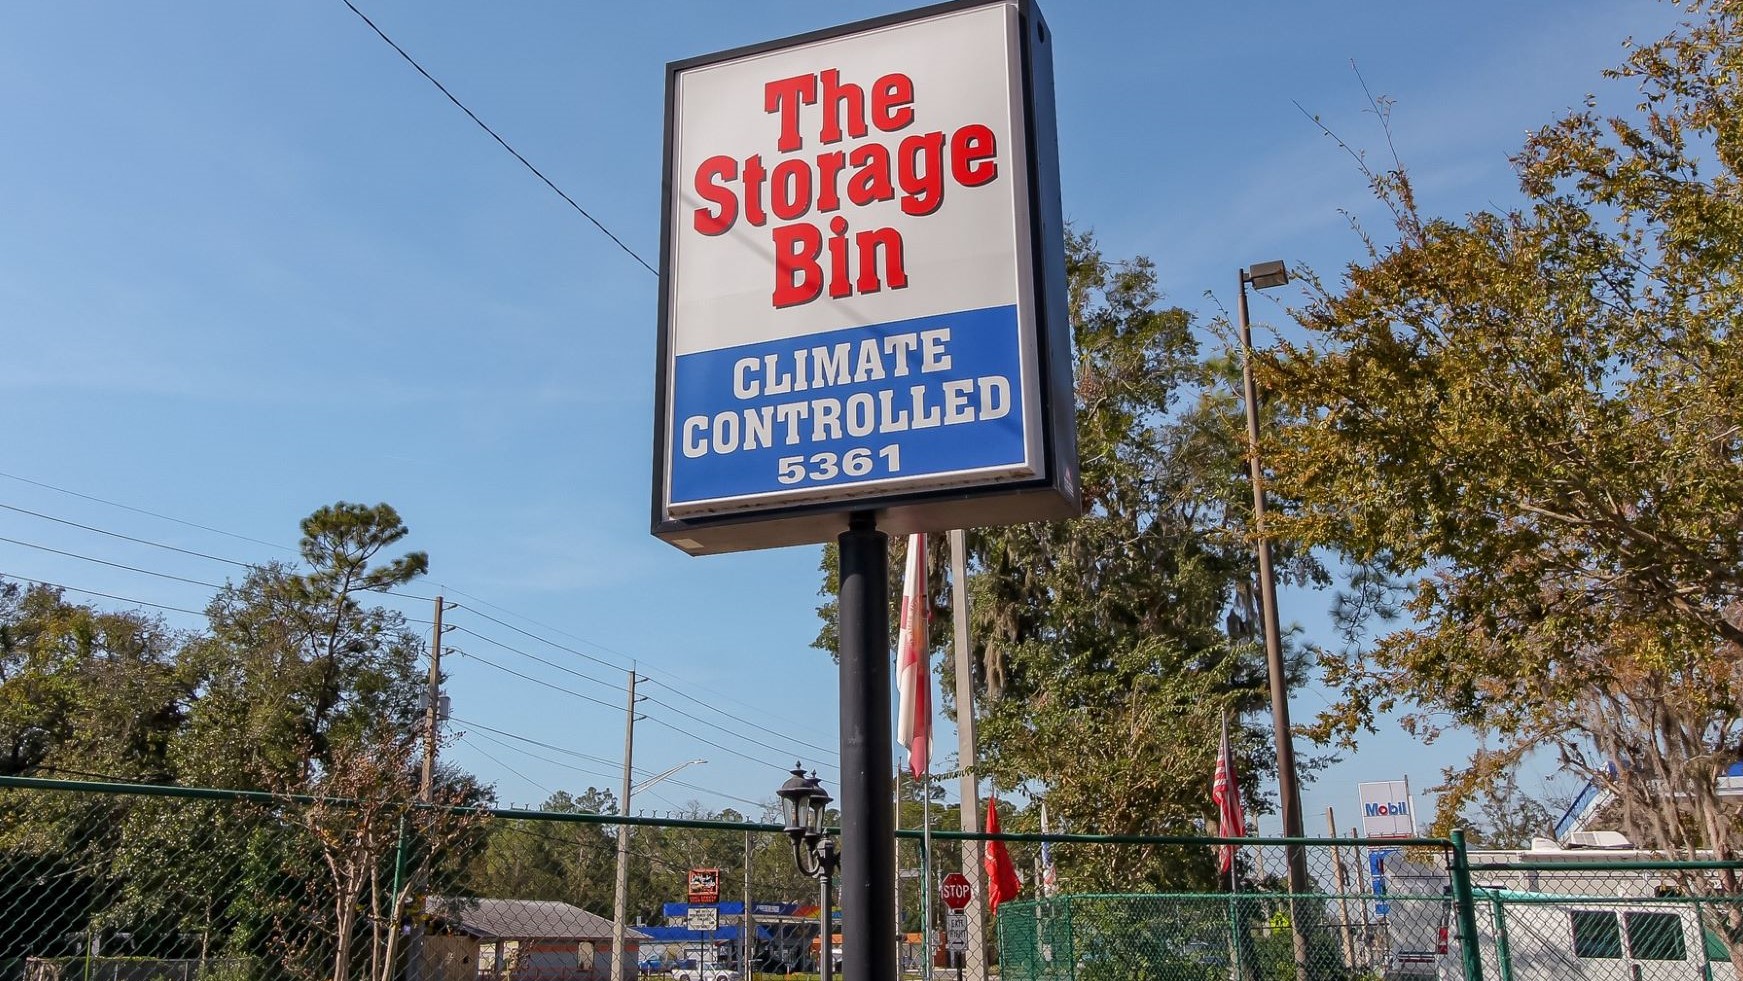 The
Storage
Bin
CLIMATE
CONTROLLED
5361
Mobil
STOP